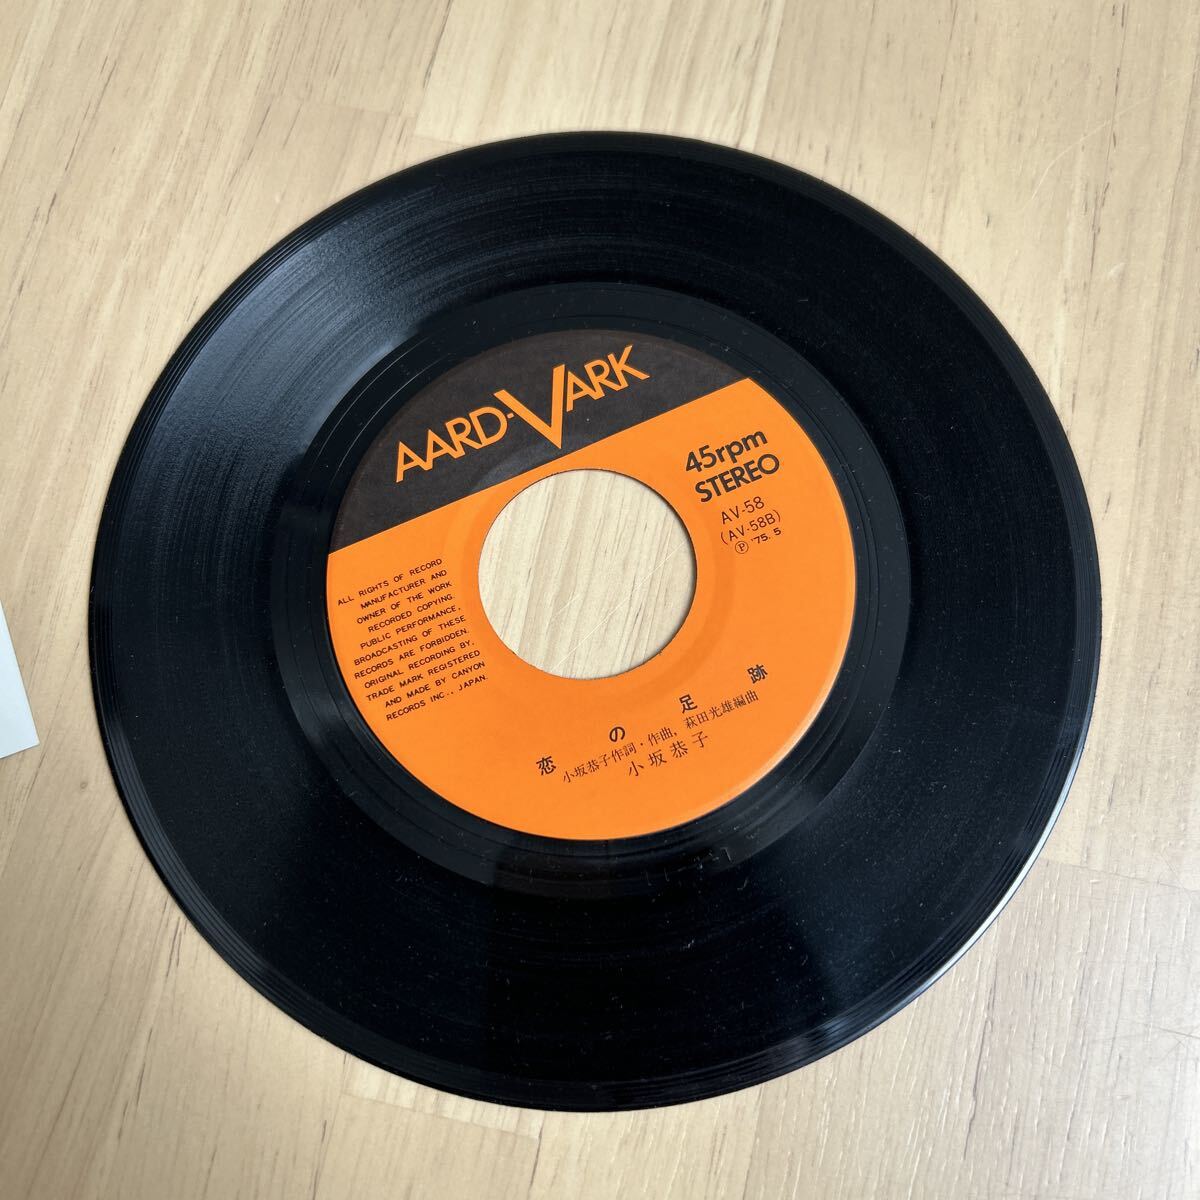 AARD-VARK
45rpm
STEREO
AV-58
(AV-58B)
Ⓟ '75. 5
ALL RIGHTS OF RECORD
MANUFACTURER AND
OWNER OF THE WORK
RECORDED. COPYING.
PUBLIC PERFORMANCE,
BROADCASTING OF THESE
RECORDS ARE FORBIDDEN.
ORIGINAL RECORDING BY,
TRADE MARK REGISTERED
AND MADE BY CANYON
RECORDS INC., JAPAN.
恋の足跡
小坂恭子作詞・作曲, 萩田光雄編曲
小坂恭子